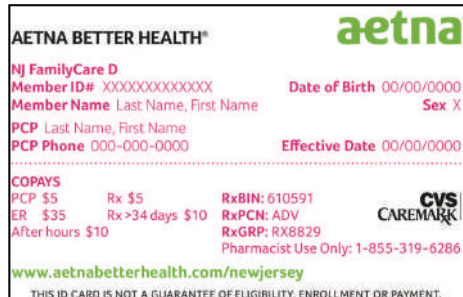 aetna
AETNA BETTER HEALTH®
NJ FamilyCare D
Member ID# XXXXXXXXXXXXX Date of Birth 00/00/0000
Member Name Last Name, First Name Sex X
PCP Last Name, First Name
PCP Phone 000-000-0000 Effective Date 00/00/0000
COPAYS
PCP $5 Rx $5 RxBIN: 610591 CVS
ER $35 Rx >34 days $10 RxPCN: ADV CAREMARK
After hours $10 RxGRP: RX8829
Pharmacist Use Only: 1-855-319-6286
www.aetnabetterhealth.com/newjersey
THIS ID CARD IS NOT A GUARANTEE OF ELIGIBILITY, ENROLLMENT OR PAYMENT.